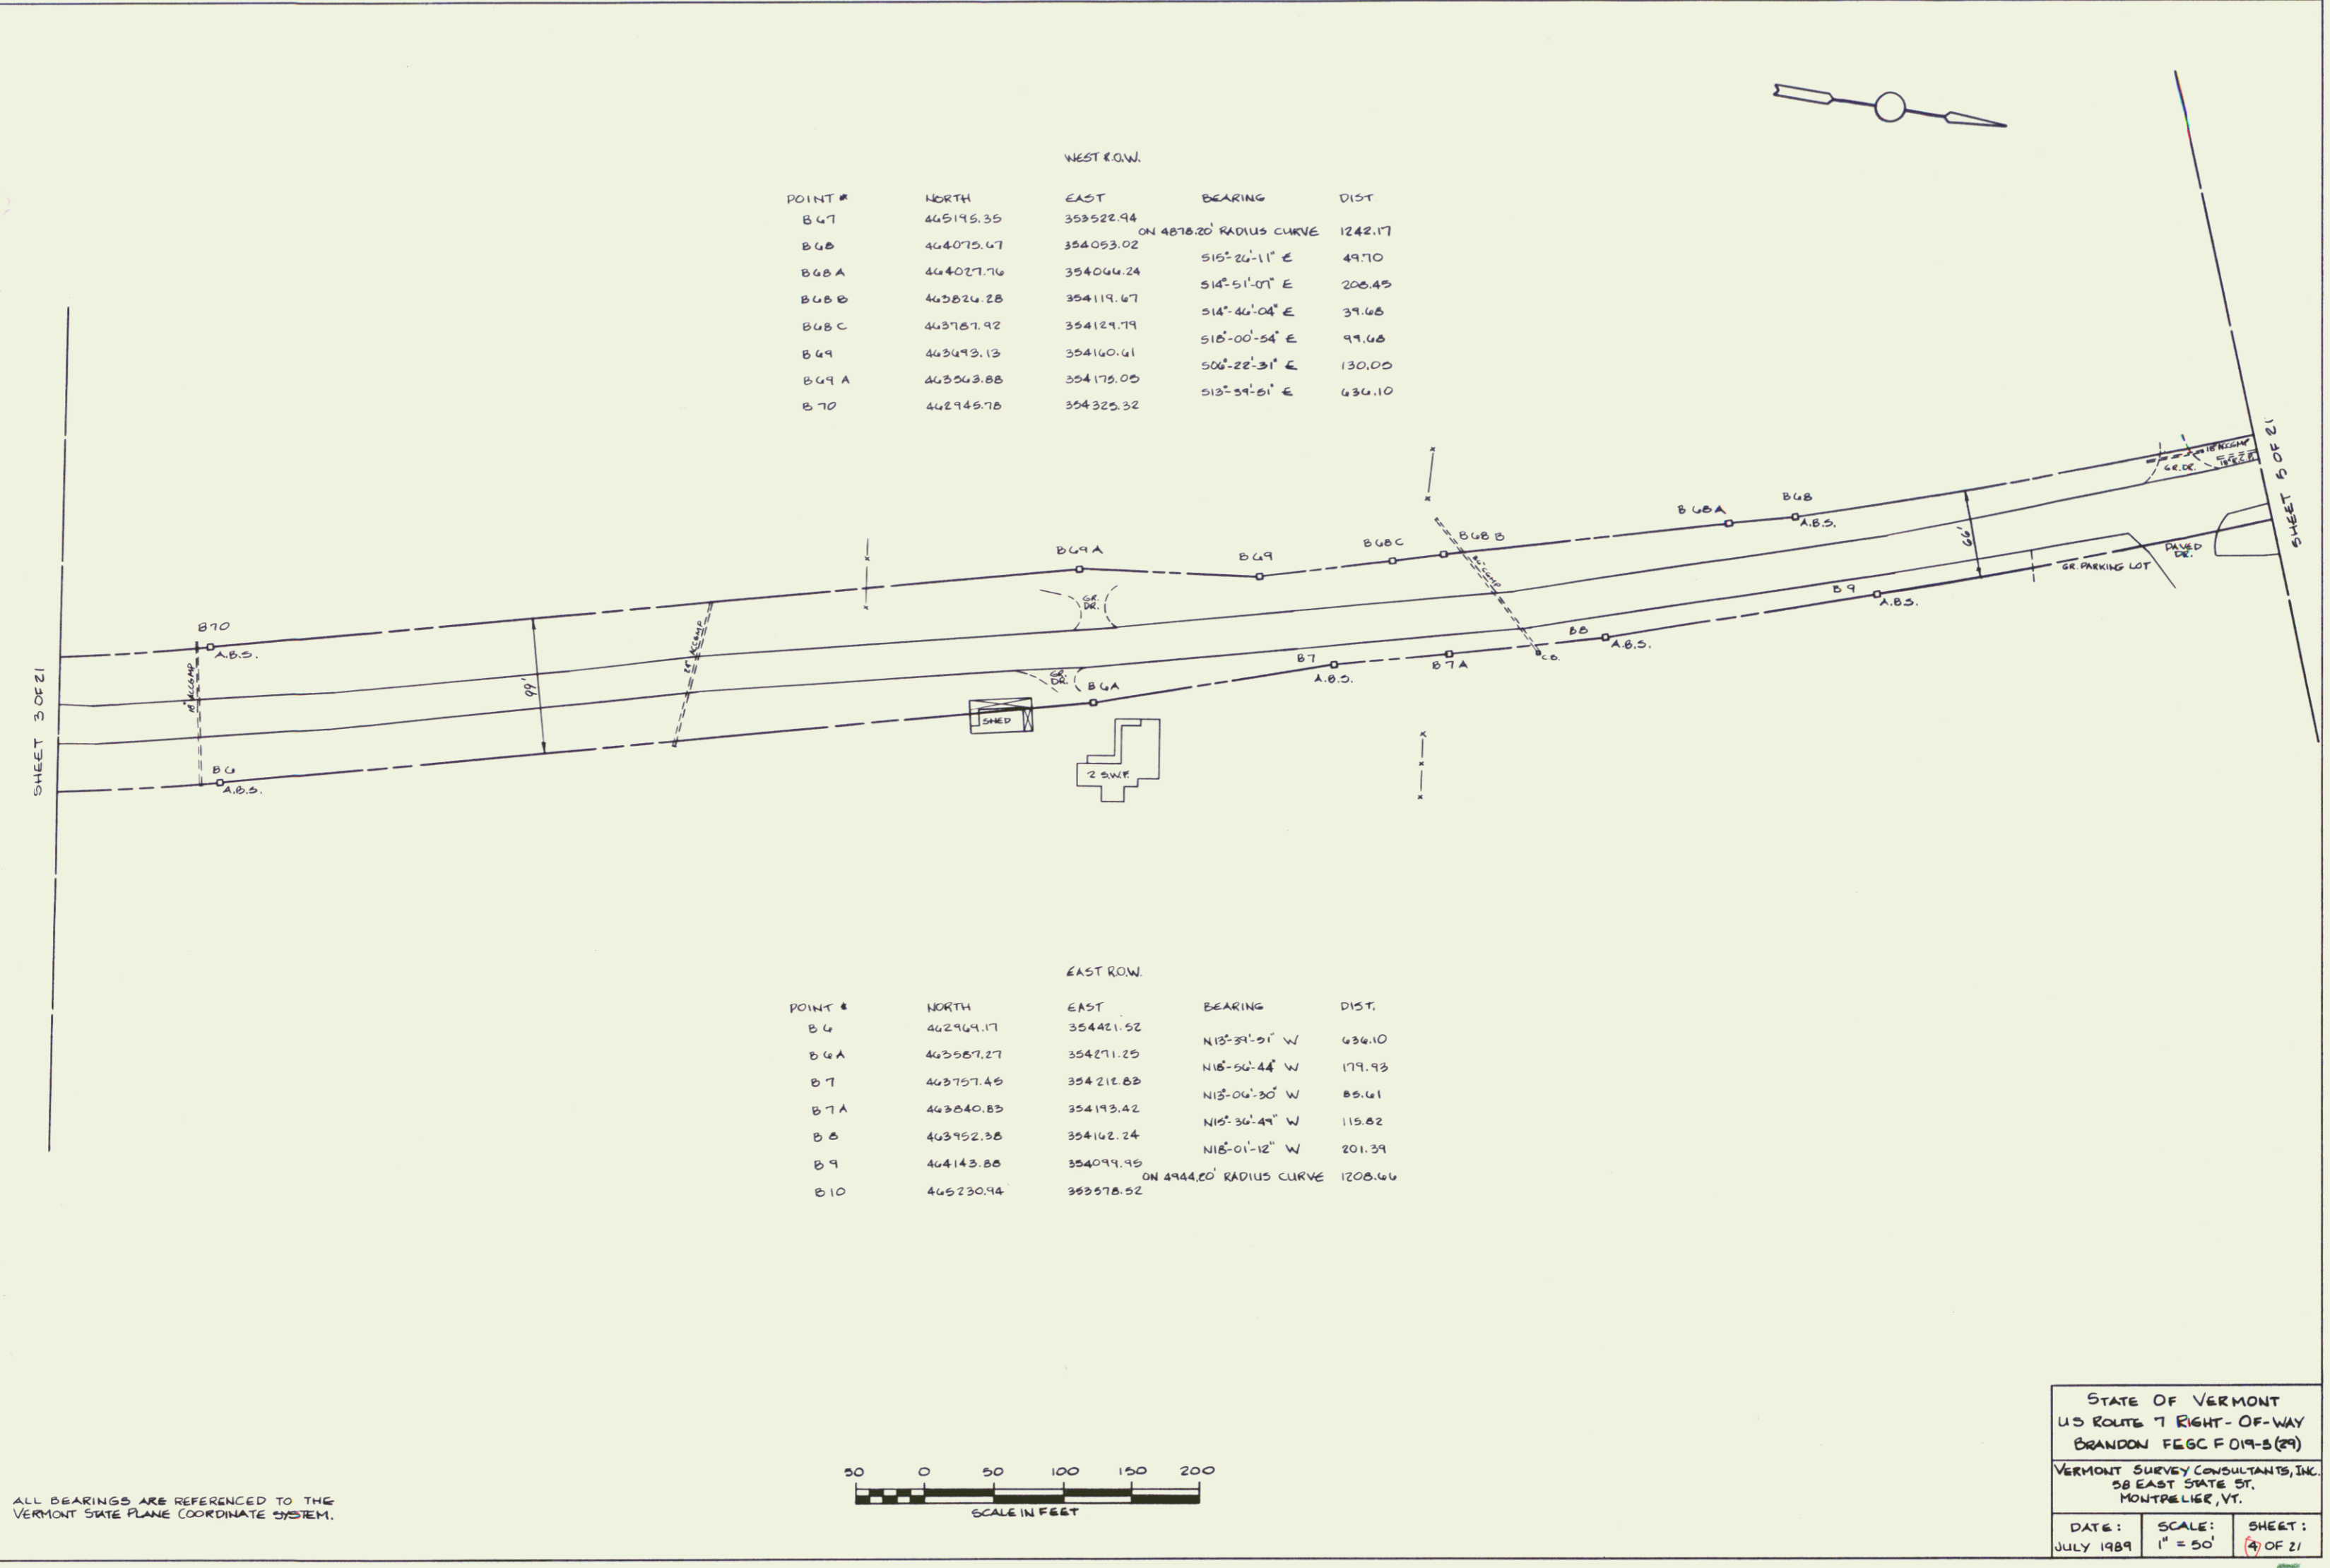 WEST R.O.W.
POINT # NORTH EAST BEARING DIST
B67 465195.35 353522.94
ON 4878.20' RADIUS CURVE 1242.17
B68 464075.67 354053.02
S15°-26'-11" E 49.70
B68A 464027.76 354066.24
S14°-51'-07" E 208.45
B68B 463826.28 354119.67
S14°-46'-04" E 39.68
B68C 463787.92 354129.79
S18°-00'-54" E 99.68
B69 463693.13 354160.61
S06°-22'-31" E 130.05
B69A 463563.88 354175.05
S13°-39'-51" E 636.10
B70 462945.78 354325.32
SHEET 3 OF 21
B70
A.B.S.
18" ACCGMP
B6
A.B.S.
99'
ACCGMP
B69A
GR.
DR.
B69
B68C
B68B
B68A
B68
A.B.S.
66'
GR. DR.
18" ACCGMP
18" R.C.P.
SHEET 5 OF 21
PAVED
DR.
GR. PARKING LOT
B9
A.B.S.
B8
A.B.S.
C.B.
B7A
B7
A.B.S.
GR.
DR.
B6A
SHED
2 S.W.F.
EAST R.O.W.
POINT # NORTH EAST BEARING DIST.
B6 462969.17 354421.52
N13°-39'-51" W 636.10
B6A 463587.27 354271.25
N18°-56'-44" W 179.93
B7 463757.45 354212.83
N13°-06'-30" W 85.61
B7A 463840.83 354193.42
N15°-36'-49" W 115.82
B8 463952.38 354162.24
N18°-01'-12" W 201.39
B9 464143.88 354099.95
ON 4944.20' RADIUS CURVE 1208.66
B10 465230.94 353578.52
50 0 50 100 150 200
SCALE IN FEET
ALL BEARINGS ARE REFERENCED TO THE
VERMONT STATE PLANE COORDINATE SYSTEM.
STATE OF VERMONT
US ROUTE 7 RIGHT-OF-WAY
BRANDON FEGC F 019-3(29)
VERMONT SURVEY CONSULTANTS, INC.
58 EAST STATE ST.
MONTPELIER, VT.
DATE: SCALE: SHEET:
JULY 1989 1" = 50' 4 OF 21